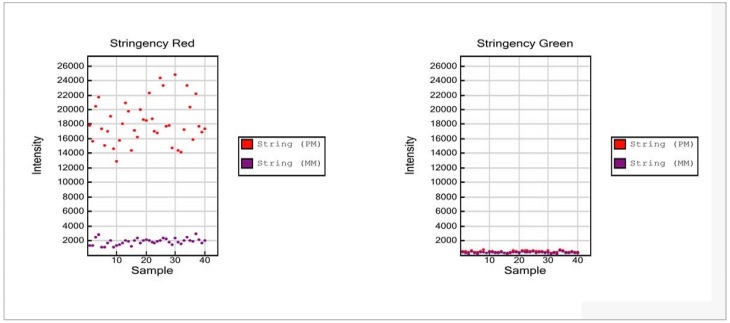 Stringency Red
Intensity
26000
24000
22000
20000
18000
16000
14000
12000
10000
8000
6000
4000
2000
10 20 30 40
Sample
String (PM)
String (MM)
Stringency Green
Intensity
26000
24000
22000
20000
18000
16000
14000
12000
10000
8000
6000
4000
2000
10 20 30 40
Sample
String (PM)
String (MM)